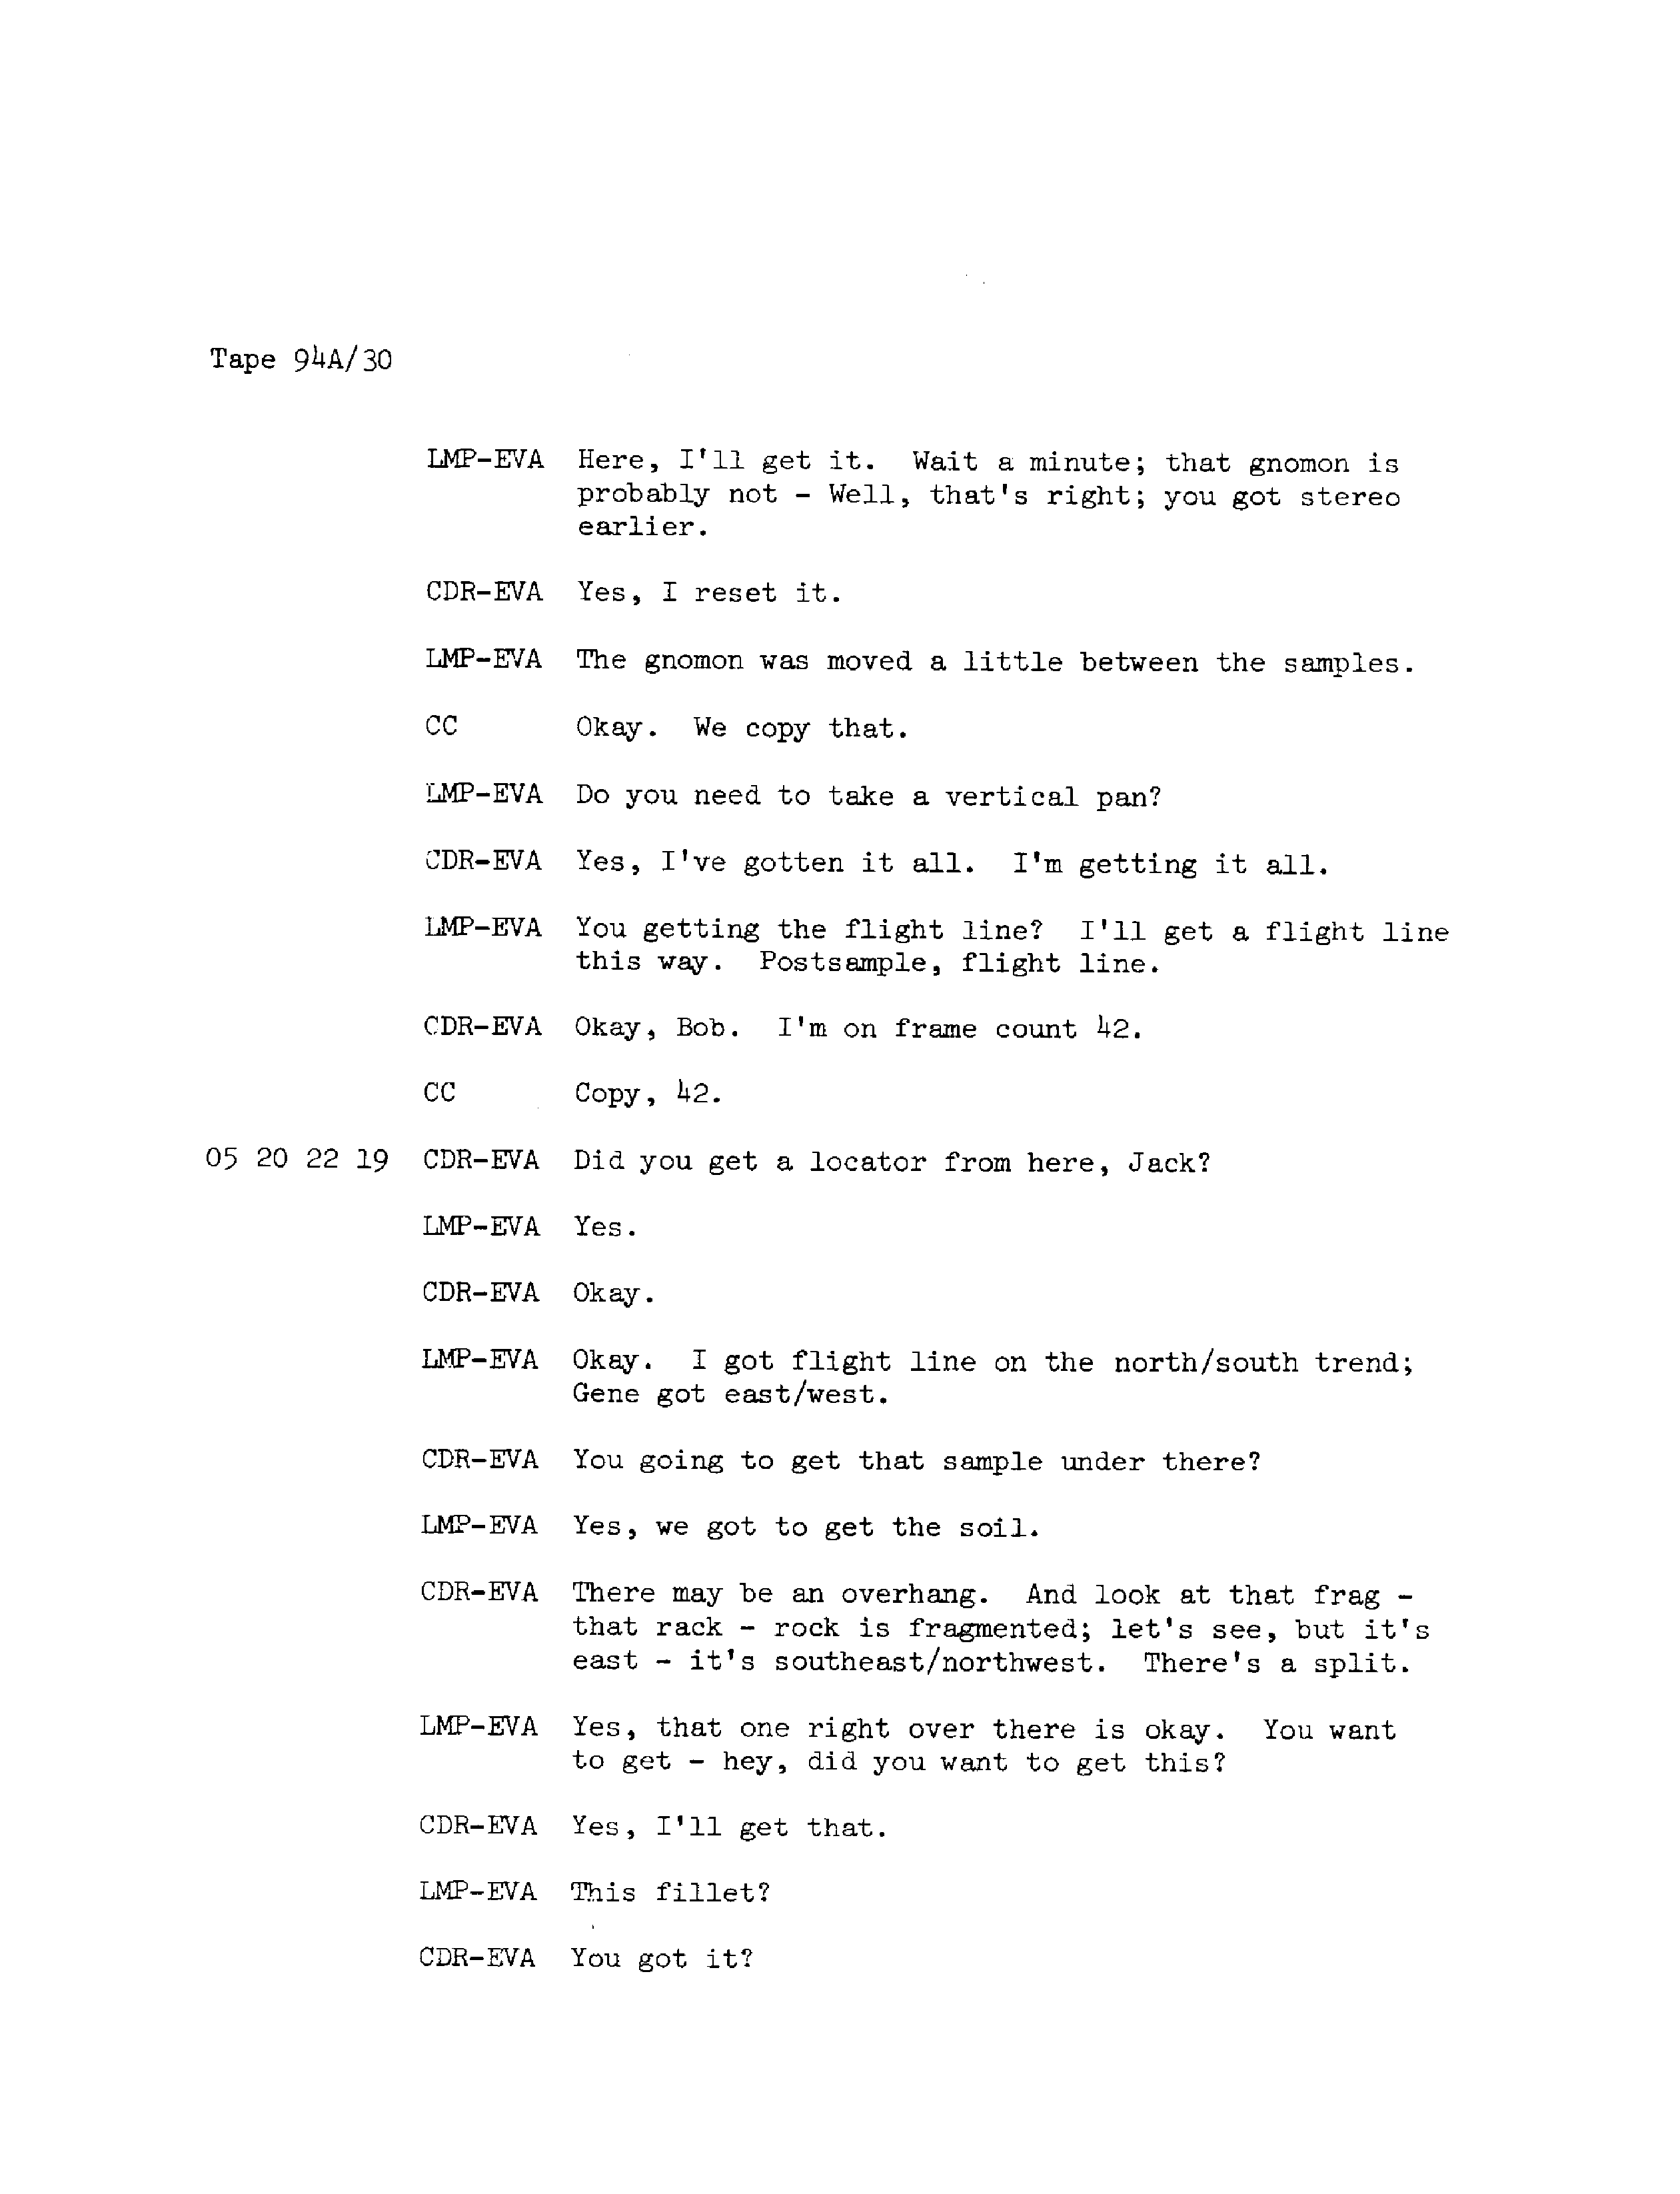 Tape 94A/30
LMP-EVA Here, I'll get it. Wait a minute; that gnomon is
probably not - Well, that's right; you got stereo
earlier.
CDR-EVA Yes, I reset it.
LMP-EVA The gnomon was moved a little between the samples.
CC Okay. We copy that.
LMP-EVA Do you need to take a vertical pan?
CDR-EVA Yes, I've gotten it all. I'm getting it all.
LMP-EVA You getting the flight line? I'll get a flight line
this way. Postsample, flight line.
CDR-EVA Okay, Bob. I'm on frame count 42.
CC Copy, 42.
05 20 22 19 CDR-EVA Did you get a locator from here, Jack?
LMP-EVA Yes.
CDR-EVA Okay.
LMP-EVA Okay. I got flight line on the north/south trend;
Gene got east/west.
CDR-EVA You going to get that sample under there?
LMP-EVA Yes, we got to get the soil.
CDR-EVA There may be an overhang. And look at that frag -
that rack - rock is fragmented; let's see, but it's
east - it's southeast/northwest. There's a split.
LMP-EVA Yes, that one right over there is okay. You want
to get - hey, did you want to get this?
CDR-EVA Yes, I'll get that.
LMP-EVA This fillet?
CDR-EVA You got it?